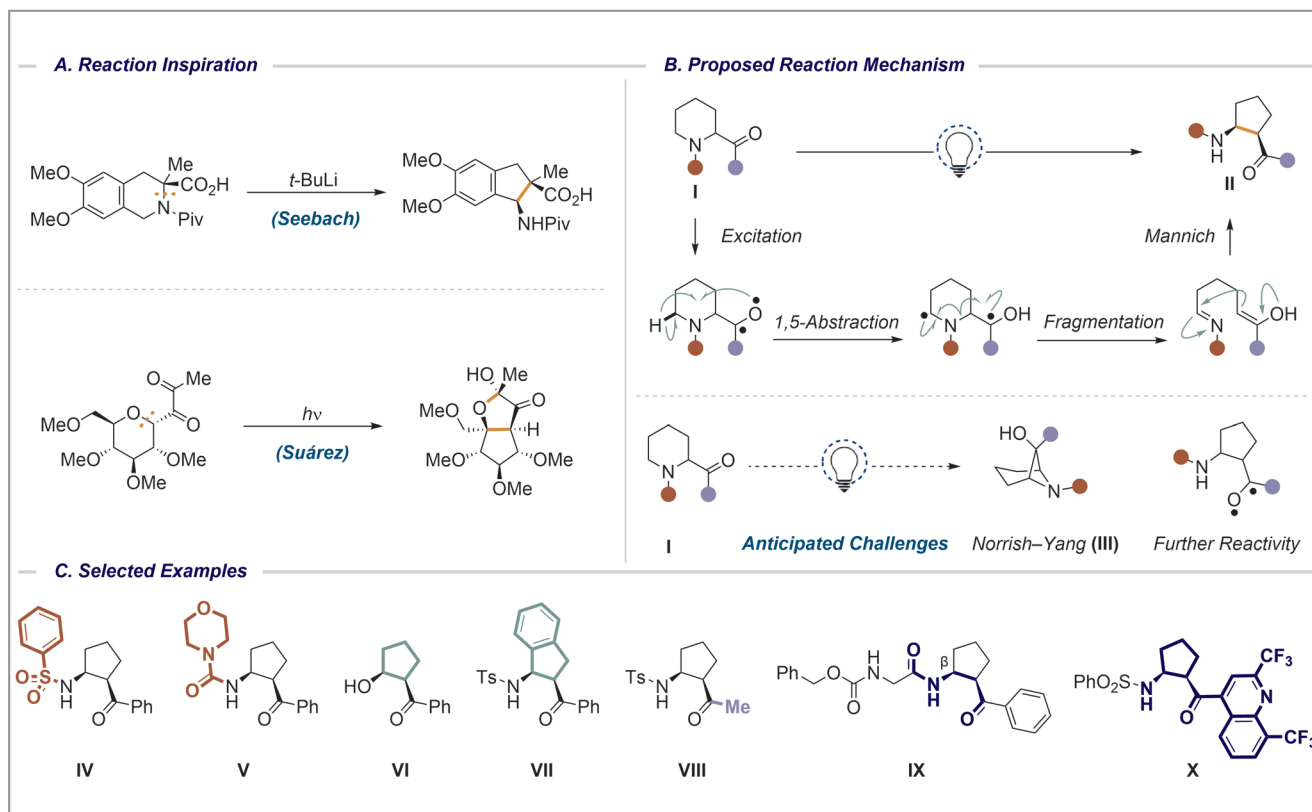 A. Reaction Inspiration
MeO
MeO
Me
CO₂H
N
Piv
t-BuLi
(Seebach)
MeO
MeO
Me
CO₂H
NHPiv
O
Me
O
O
MeO
MeO
OMe
OMe
hν
(Suárez)
HO
Me
O
O
MeO
H
MeO
OMe
OMe
B. Proposed Reaction Mechanism
N
O
I
N
H
O
II
Excitation
Mannich
H
N
O
1,5-Abstraction
N
OH
Fragmentation
N
OH
N
O
I
Anticipated Challenges
HO
N
Norrish–Yang (III)
N
H
O
Further Reactivity
C. Selected Examples
O
S
O
N
H
O
Ph
IV
O
N
O
N
H
O
Ph
V
HO
O
Ph
VI
Ts
N
H
O
Ph
VII
Ts
N
H
O
Me
VIII
Ph
O
O
H
N
O
N
H
β
O
IX
PhO₂S
N
H
O
CF₃
N
CF₃
X